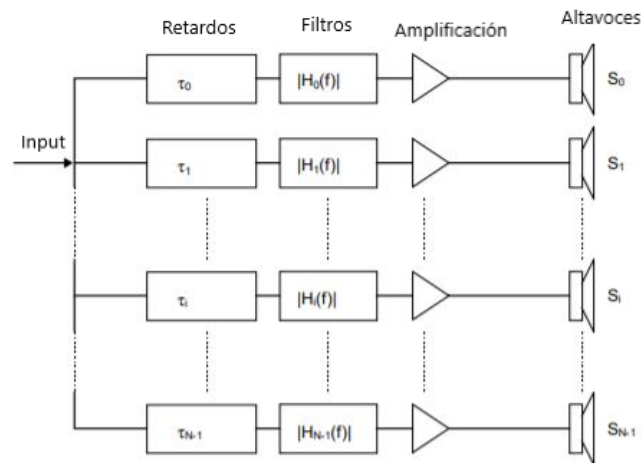 Retardos Filtros Amplificación Altavoces
τ₀ |H₀(f)| S₀
Input
τ₁ |H₁(f)| S₁
τᵢ |Hᵢ(f)| Sᵢ
τN-1 |HN-1(f)| SN-1